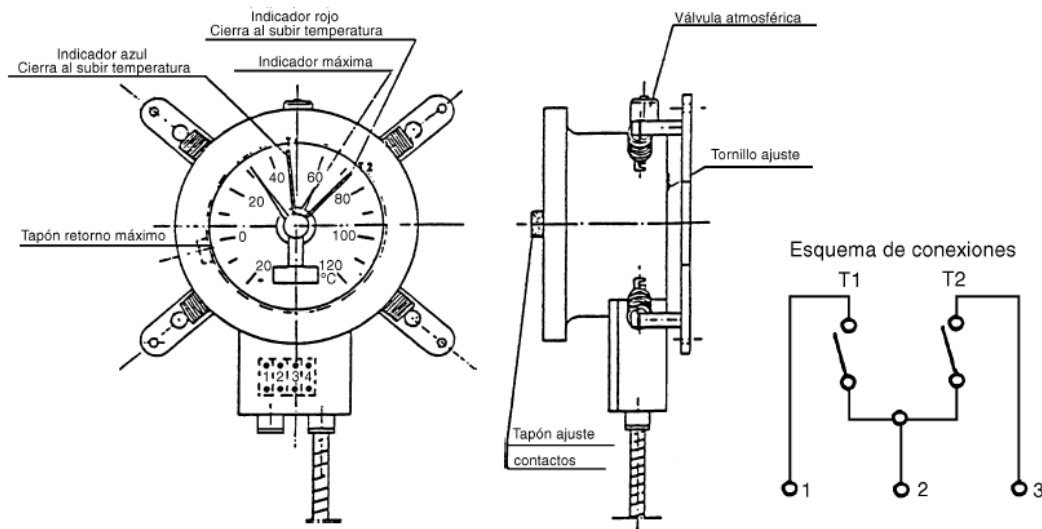 Indicador rojo
Cierra al subir temperatura
Indicador azul
Cierra al subir temperatura
Indicador máxima
Válvula atmosférica
Tornillo ajuste
T2
40
60
20
80
0
100
20
120
°C
-
Tapón retorno máximo
1 2 3 4
Tapón ajuste
contactos
Esquema de conexiones
T1 T2
1 2 3